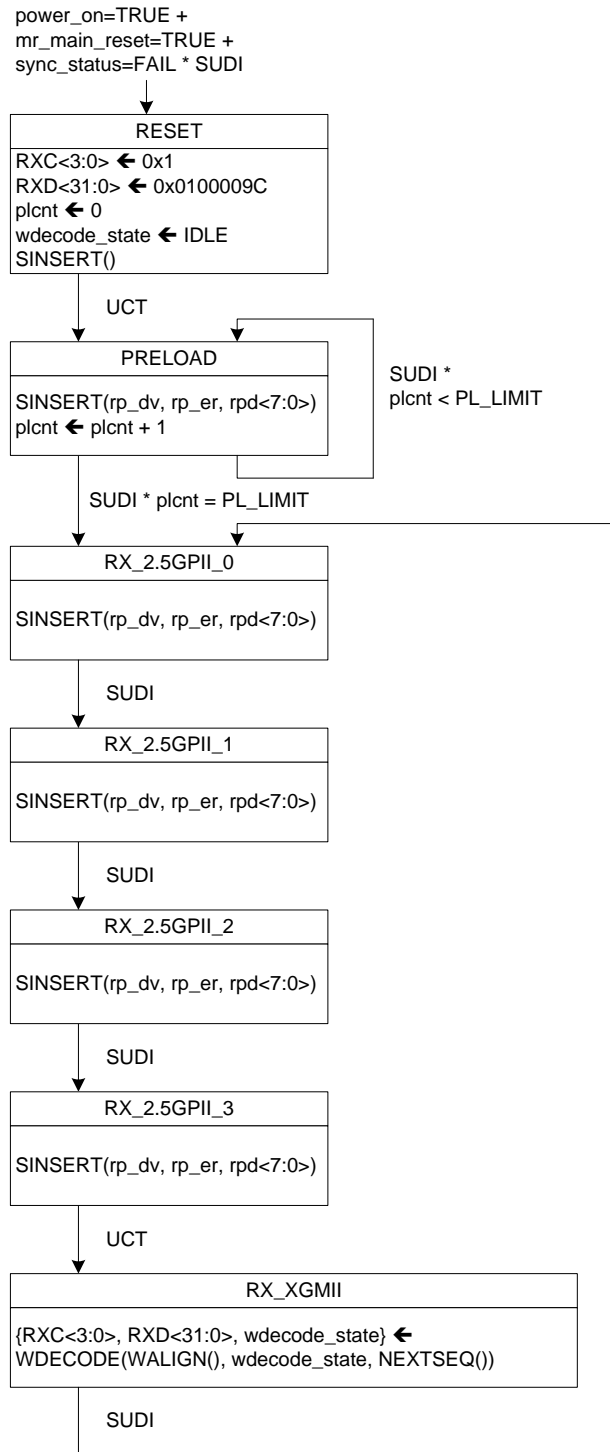 power_on=TRUE +
mr_main_reset=TRUE +
sync_status=FAIL * SUDI
RESET
RXC<3:0> 🡨 0x1
RXD<31:0> 🡨 0x0100009C
plcnt 🡨 0
wdecode_state 🡨 IDLE
SINSERT()
UCT
PRELOAD
SINSERT(rp_dv, rp_er, rpd<7:0>)
plcnt 🡨 plcnt + 1
SUDI *
plcnt < PL_LIMIT
SUDI * plcnt = PL_LIMIT
RX_2.5GPII_0
SINSERT(rp_dv, rp_er, rpd<7:0>)
SUDI
RX_2.5GPII_1
SINSERT(rp_dv, rp_er, rpd<7:0>)
SUDI
RX_2.5GPII_2
SINSERT(rp_dv, rp_er, rpd<7:0>)
SUDI
RX_2.5GPII_3
SINSERT(rp_dv, rp_er, rpd<7:0>)
UCT
RX_XGMII
{RXC<3:0>, RXD<31:0>, wdecode_state} 🡨
WDECODE(WALIGN(), wdecode_state, NEXTSEQ())
SUDI